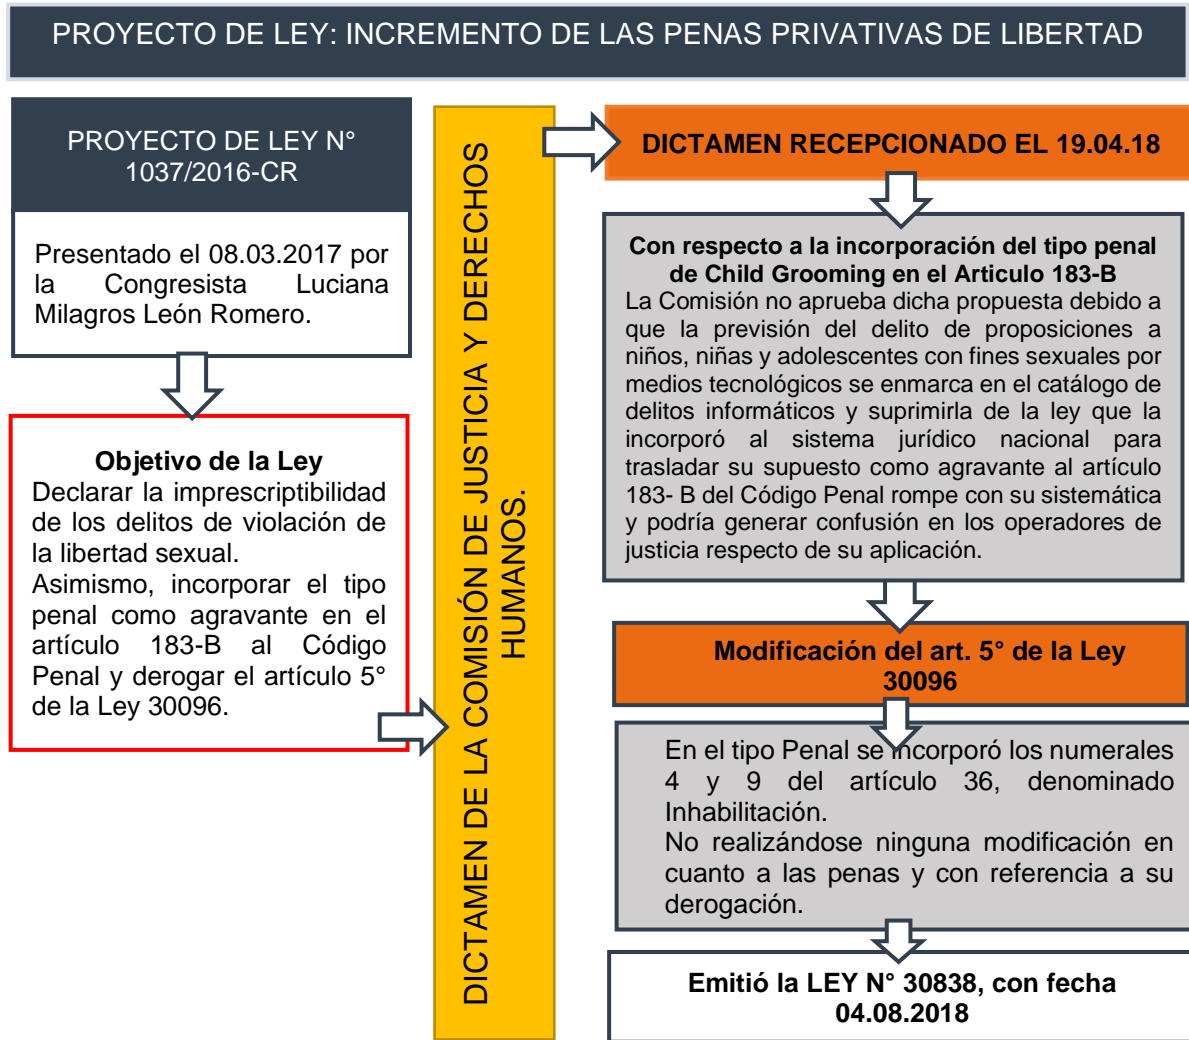 PROYECTO DE LEY: INCREMENTO DE LAS PENAS PRIVATIVAS DE LIBERTAD
PROYECTO DE LEY N°
1037/2016-CR
Presentado el 08.03.2017 por
la Congresista Luciana
Milagros León Romero.
Objetivo de la Ley
Declarar la imprescriptibilidad
de los delitos de violación de
la libertad sexual.
Asimismo, incorporar el tipo
penal como agravante en el
artículo 183-B al Código
Penal y derogar el artículo 5°
de la Ley 30096.
DICTAMEN DE LA COMISIÓN DE JUSTICIA Y DERECHOS
HUMANOS.
DICTAMEN RECEPCIONADO EL 19.04.18
Con respecto a la incorporación del tipo penal
de Child Grooming en el Articulo 183-B
La Comisión no aprueba dicha propuesta debido a
que la previsión del delito de proposiciones a
niños, niñas y adolescentes con fines sexuales por
medios tecnológicos se enmarca en el catálogo de
delitos informáticos y suprimirla de la ley que la
incorporó al sistema jurídico nacional para
trasladar su supuesto como agravante al artículo
183- B del Código Penal rompe con su sistemática
y podría generar confusión en los operadores de
justicia respecto de su aplicación.
Modificación del art. 5° de la Ley
30096
En el tipo Penal se incorporó los numerales
4 y 9 del artículo 36, denominado
Inhabilitación.
No realizándose ninguna modificación en
cuanto a las penas y con referencia a su
derogación.
Emitió la LEY N° 30838, con fecha
04.08.2018